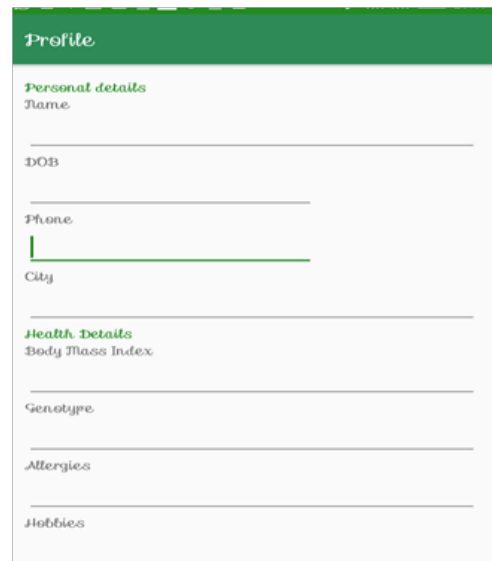 Profile
Personal details
Name
DOB
Phone
City
Health Details
Body Mass Index
Genotype
Allergies
Hobbies